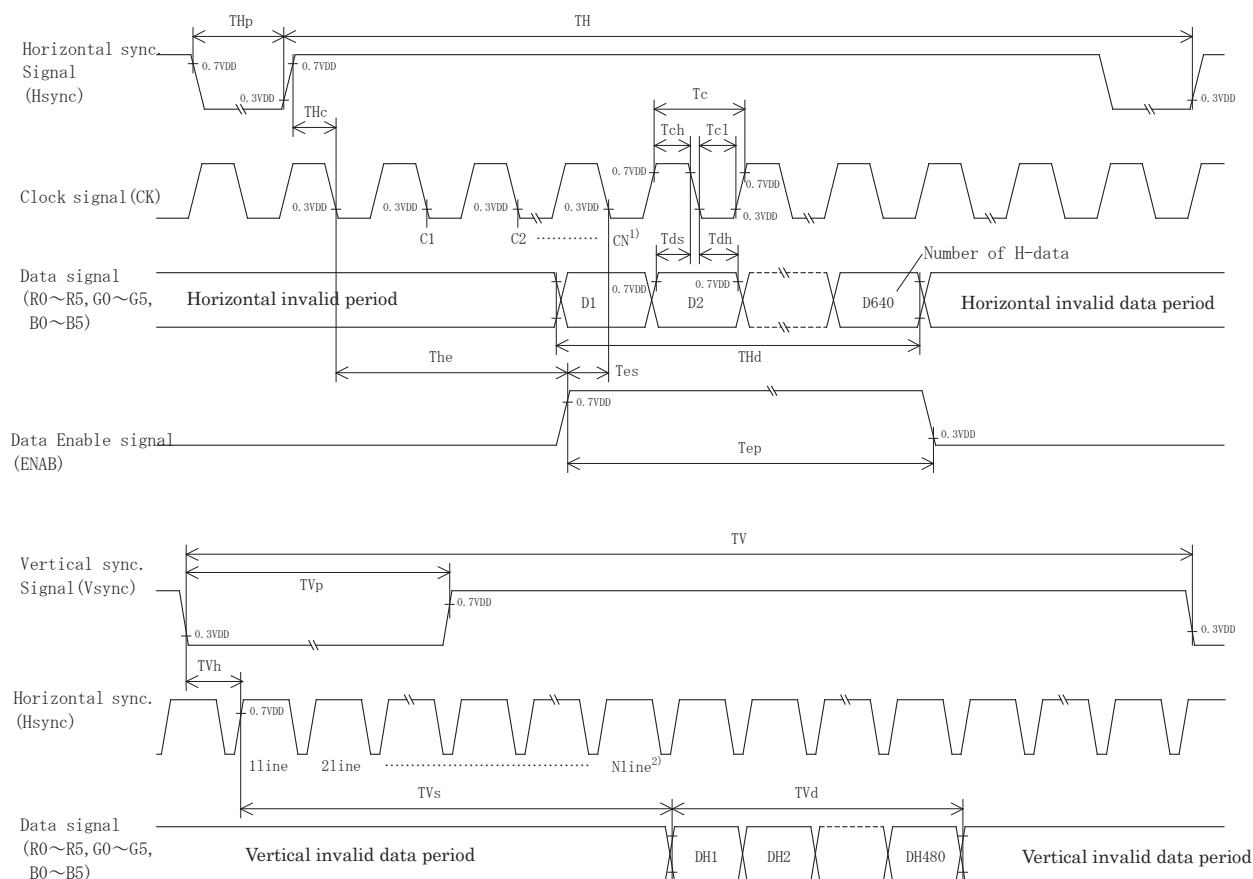 THp
TH
Horizontal sync.
Signal
(Hsync)
0.7VDD
0.7VDD
0.3VDD
0.3VDD
THc
Tc
Tch
Tcl
Clock signal(CK)
0.7VDD
0.7VDD
0.3VDD
0.3VDD
0.3VDD
0.3VDD
0.3VDD
C1
C2
CN1)
Tds
Tdh
Number of H-data
Data signal
(R0～R5,G0～G5,
B0～B5)
Horizontal invalid period
D1
0.7VDD
D2
0.7VDD
D640
Horizontal invalid data period
The
Tes
THd
0.7VDD
Data Enable signal
(ENAB)
0.3VDD
Tep
TV
Vertical sync.
Signal(Vsync)
TVp
0.7VDD
0.3VDD
0.3VDD
TVh
Horizontal sync.
(Hsync)
0.7VDD
1line
2line
Nline2)
TVs
TVd
Data signal
(R0～R5,G0～G5,
B0～B5)
Vertical invalid data period
DH1
DH2
DH480
Vertical invalid data period